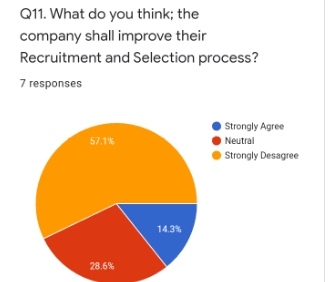 Q11. What do you think; the
company shall improve their
Recruitment and Selection process?
7 responses
Strongly Agree
Neutral
Strongly Desagree
57.1%
14.3%
28.6%